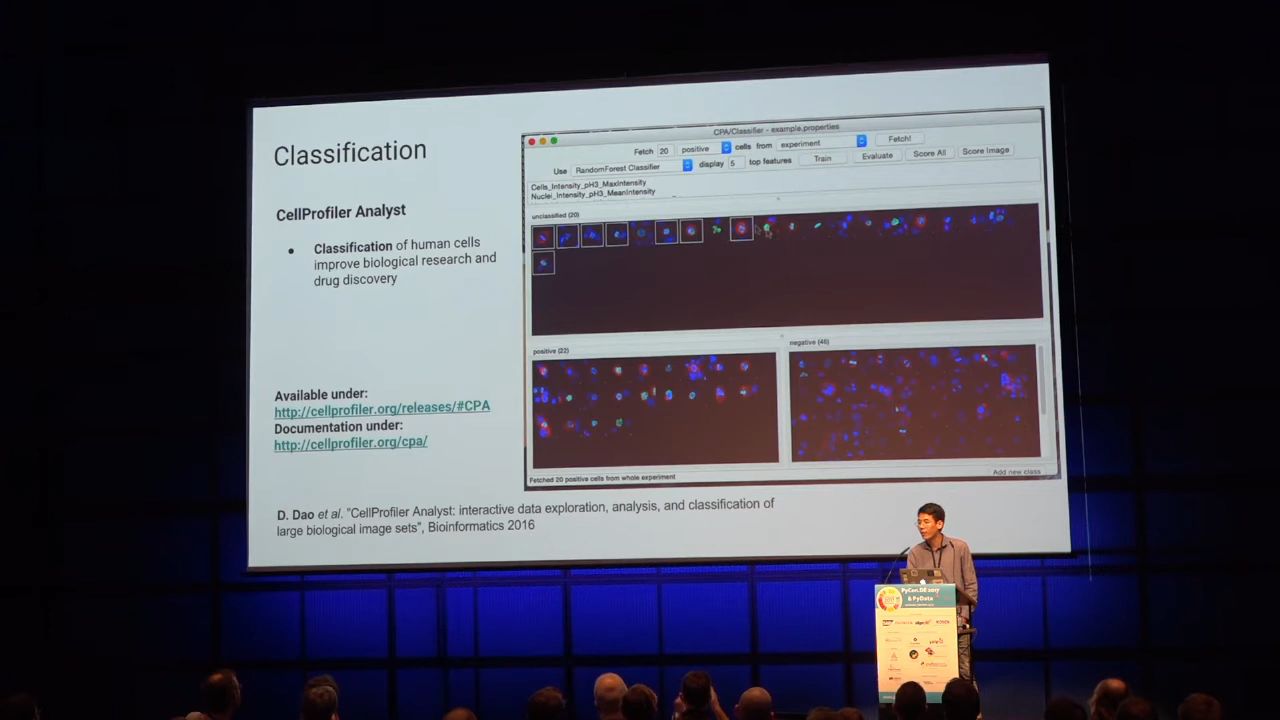 Classification
CellProfiler Analyst
● Classification of human cells
improve biological research and
drug discovery
Available under:
http://cellprofiler.org/releases/#CPA
Documentation under:
http://cellprofiler.org/cpa/
D. Dao et al. "CellProfiler Analyst: interactive data exploration, analysis, and classification of
large biological image sets", Bioinformatics 2016
CPA/Classifier - example.properties
Fetch 20 positive cells from experiment Fetch!
Use RandomForest Classifier display 5 top features Train Evaluate Score All Score Image
Cells_Intensity_pH3_MaxIntensity
Nuclei_Intensity_pH3_MeanIntensity
unclassified (20)
positive (22)
negative (46)
Fetched 20 positive cells from whole experiment
Add new class
PyCon.DE 2017
& PyData